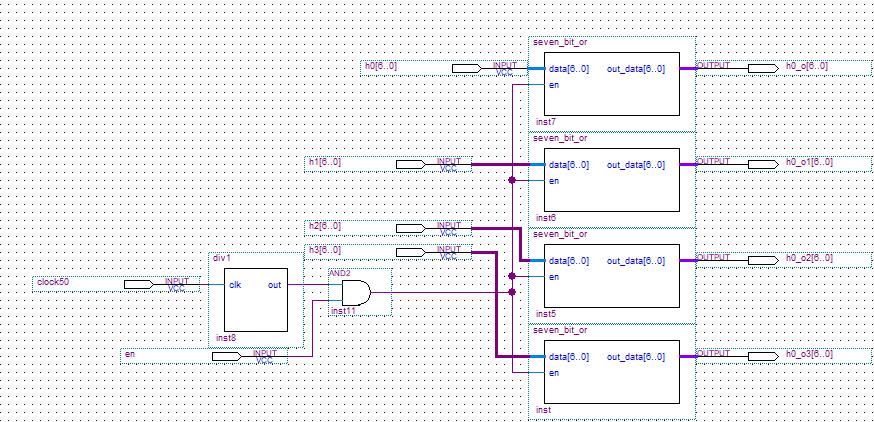 seven_bit_or
h0[6..0]
INPUT
VCC
data[6..0]
out_data[6..0]
en
OUTPUT
h0_o[6..0]
inst7
seven_bit_or
h1[6..0]
INPUT
VCC
data[6..0]
out_data[6..0]
en
OUTPUT
h0_o1[6..0]
inst6
h2[6..0]
INPUT
VCC
seven_bit_or
h3[6..0]
INPUT
VCC
data[6..0]
out_data[6..0]
en
OUTPUT
h0_o2[6..0]
inst5
div1
clock50
INPUT
VCC
clk
out
inst8
AND2
inst11
en
INPUT
VCC
seven_bit_or
data[6..0]
out_data[6..0]
en
OUTPUT
h0_o3[6..0]
inst